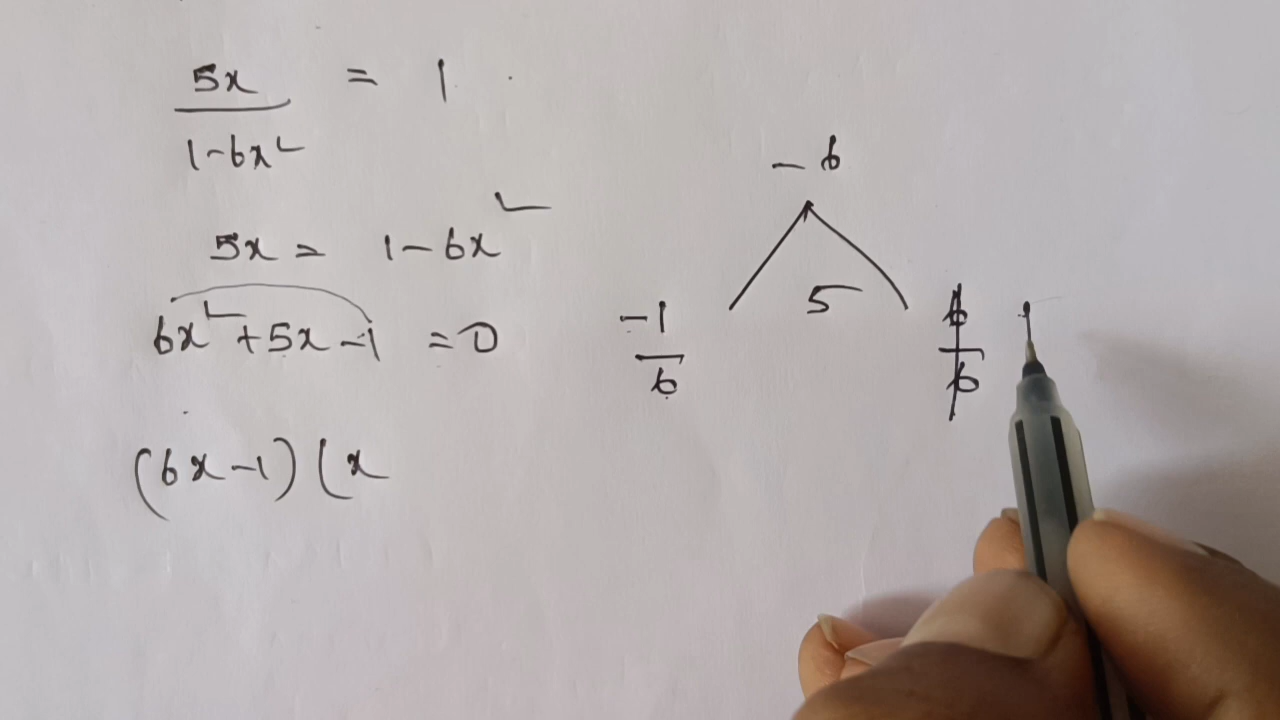 5x/(1-6x²) = 1
5x = 1-6x²
6x²+5x-1 = 0
(6x-1)(x
-6
5
-1/6
6/6 1